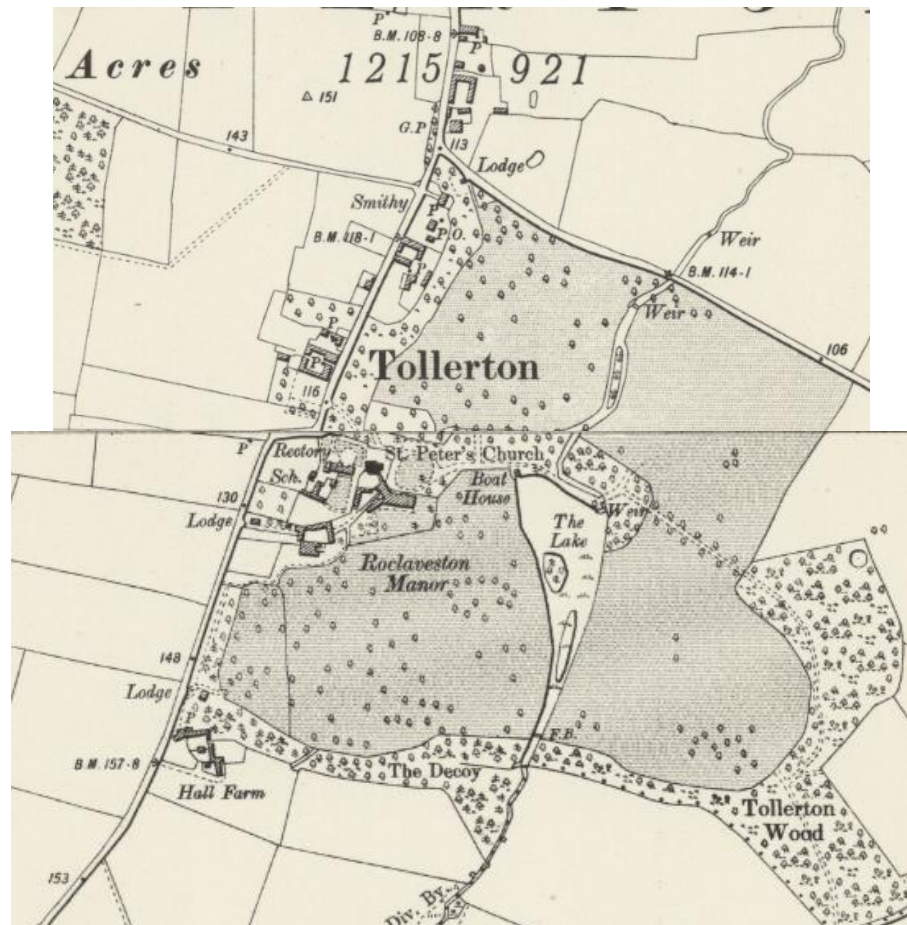 P
B.M. 108·8
P
Acres
1215
921
151
G.P
143
113
Lodge
Smithy
P
P.O.
B.M. 118·1
P
Weir
B.M. 114·1
Weir
P
Tollerton
106
P
116
P
Rectory
St. Peter's Church
Sch.
Boat
House
130
Weir
Lodge
The
Lake
Roclaveston
Manor
148
Lodge
P
F.B.
B.M. 157·8
The Decoy
Hall Farm
Tollerton
Wood
153
Div. By.